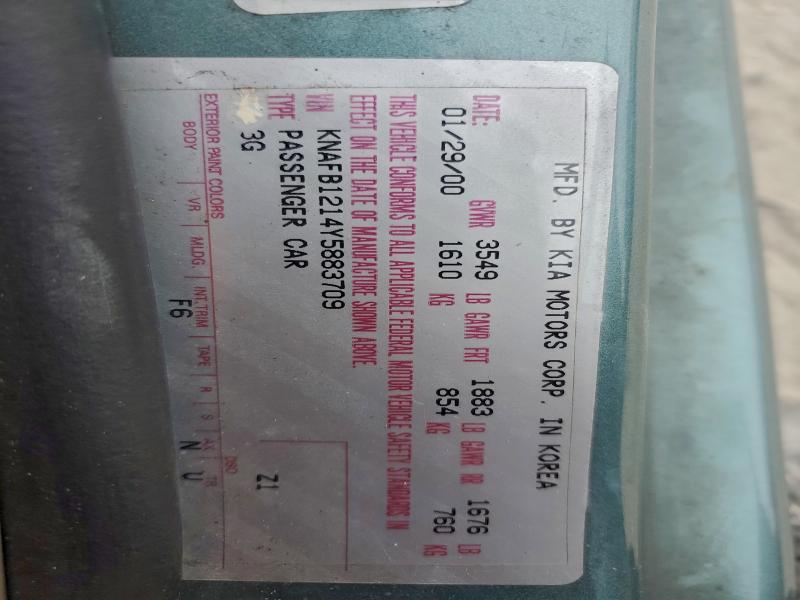 MFD. BY KIA MOTORS CORP. IN KOREA
DATE: GVWR 3549 LB GAWR FRT 1883 LB GAWR RR 1676 LB
01/29/00 1610 KG 854 KG 760 KG
THIS VEHICLE CONFORMS TO ALL APPLICABLE FEDERAL MOTOR VEHICLE SAFETY STANDARDS IN
EFFECT ON THE DATE OF MANUFACTURE SHOWN ABOVE.
VIN KNAFB1214Y5883709
TYPE PASSENGER CAR
3G Z1
DSO
EXTERIOR PAINT COLORS
BODY VR MLDG. INT. TRIM TAPE R S AX TR
F6 N U